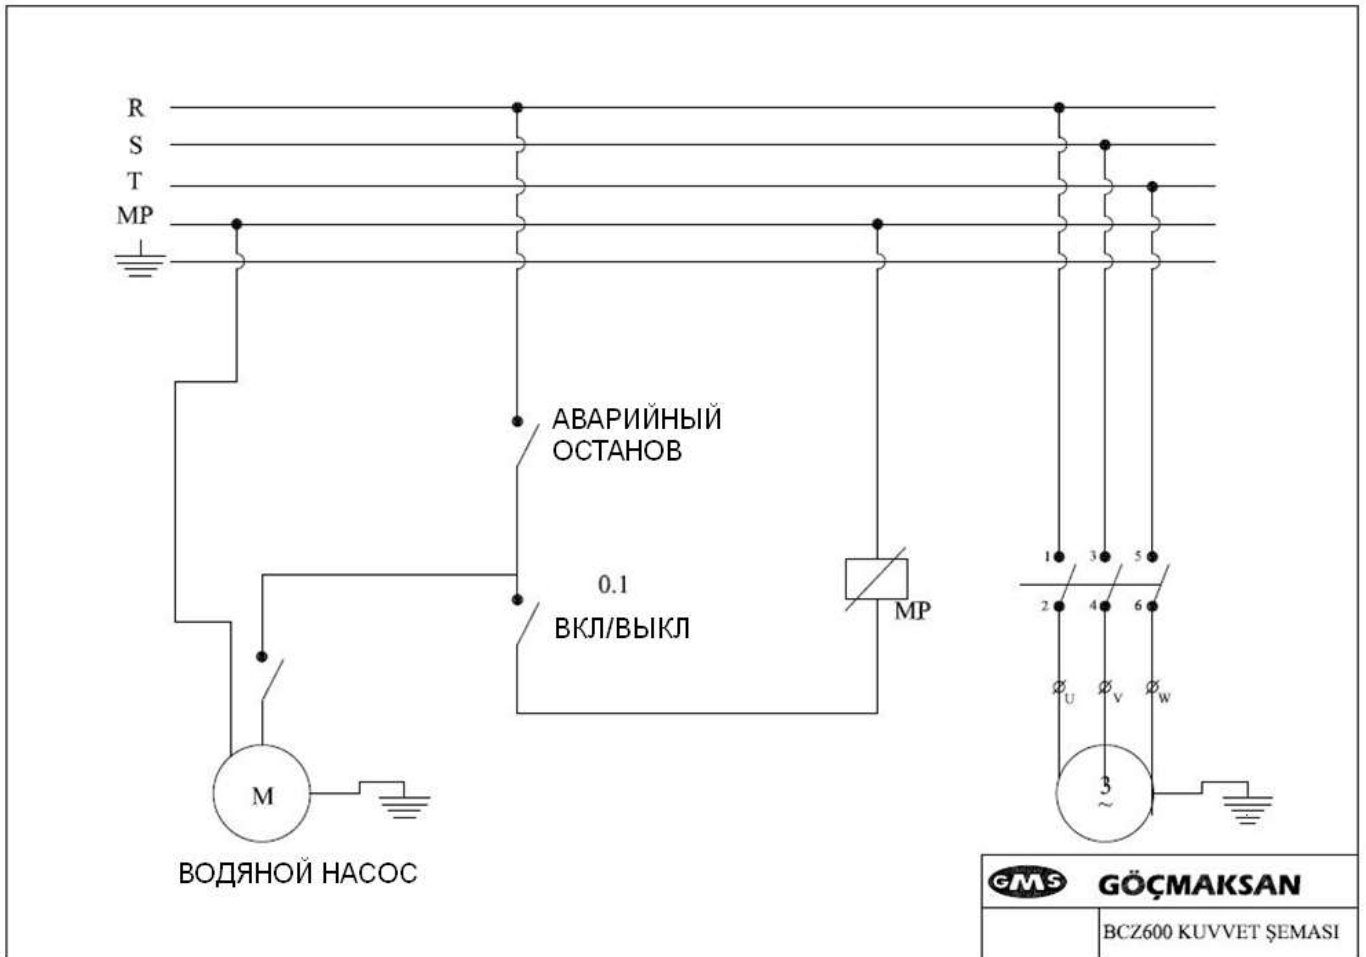 R
S
T
MP
АВАРИЙНЫЙ
ОСТАНОВ
0.1
ВКЛ/ВЫКЛ
MP
1 3 5
2 4 6
U V W
M
3
~
ВОДЯНОЙ НАСОС
GMS GÖÇMAKSAN
BCZ600 KUVVET ŞEMASI